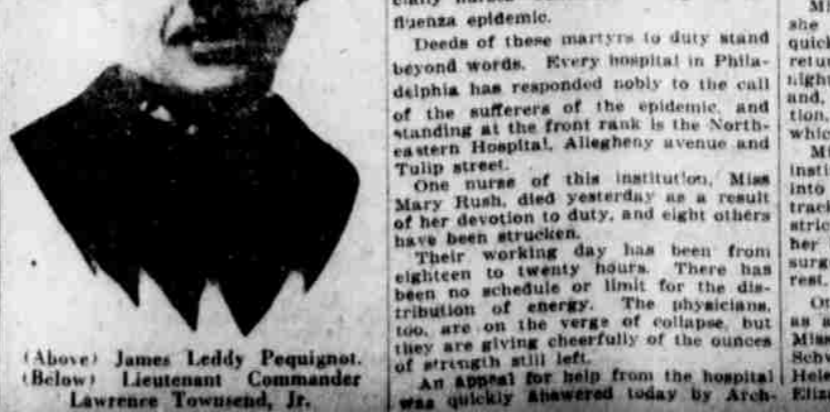 (Above) James Leddy Pequignot.
(Below) Lieutenant Commander
Lawrence Townsend, Jr.
fluenza epidemic.
Deeds of these martyrs to duty stand
beyond words. Every hospital in Phila-
delphia has responded nobly to the call
of the sufferers of the epidemic, and
standing at the front rank is the North-
eastern Hospital, Allegheny avenue and
Tulip street.
One nurse of this institution, Miss
Mary Rush, died yesterday as a result
of her devotion to duty, and eight others
have been strucken.
Their working day has been from
eighteen to twenty hours. There has
been no schedule or limit for the dis-
tribution of energy. The physicians,
too, are on the verge of collapse, but
they are giving cheerfully of the ounces
of strength still left.
An appeal for help from the hospital
was quickly answered today by Arch-
she
quick
retur
night
and,
tion.
whic
insti
into
tracl
stric
her
surg
rest.
as a
Miss
Schw
Hele
Eliz